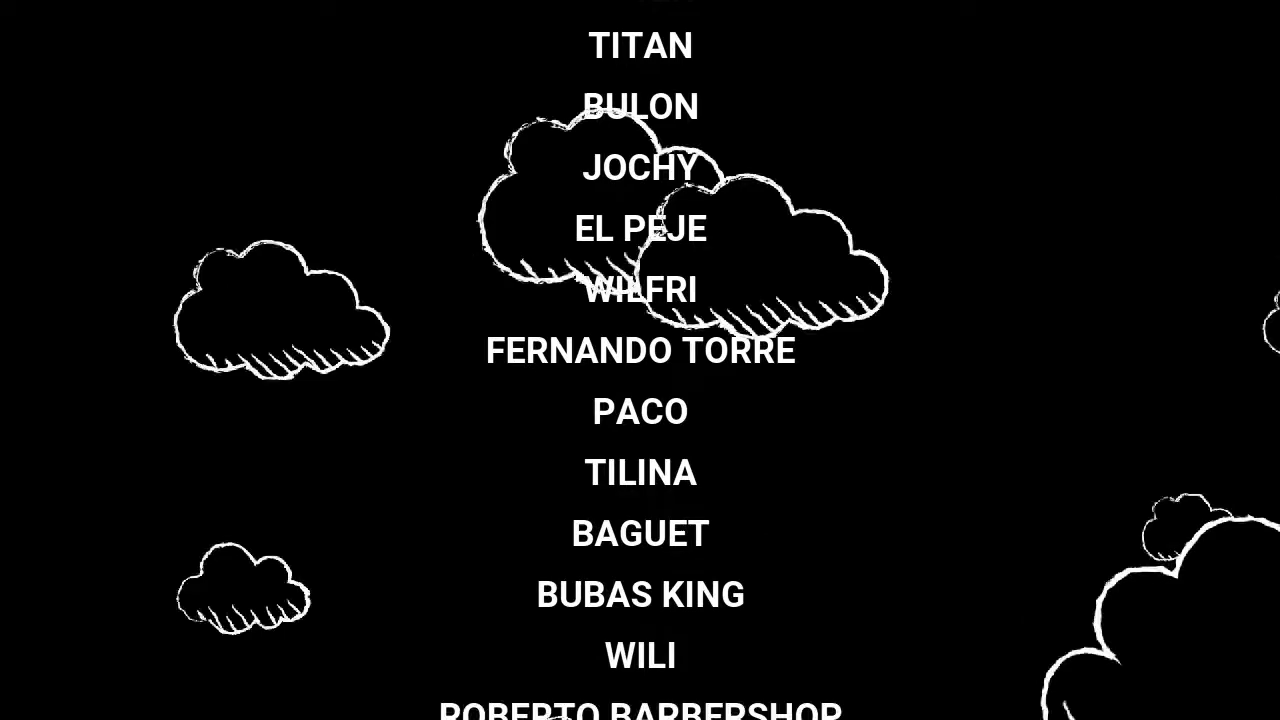 TITAN
BULON
JOCHY
EL PEJE
WILFRI
FERNANDO TORRE
PACO
TILINA
BAGUET
BUBAS KING
WILI
ROBERTO BARBERSHOP